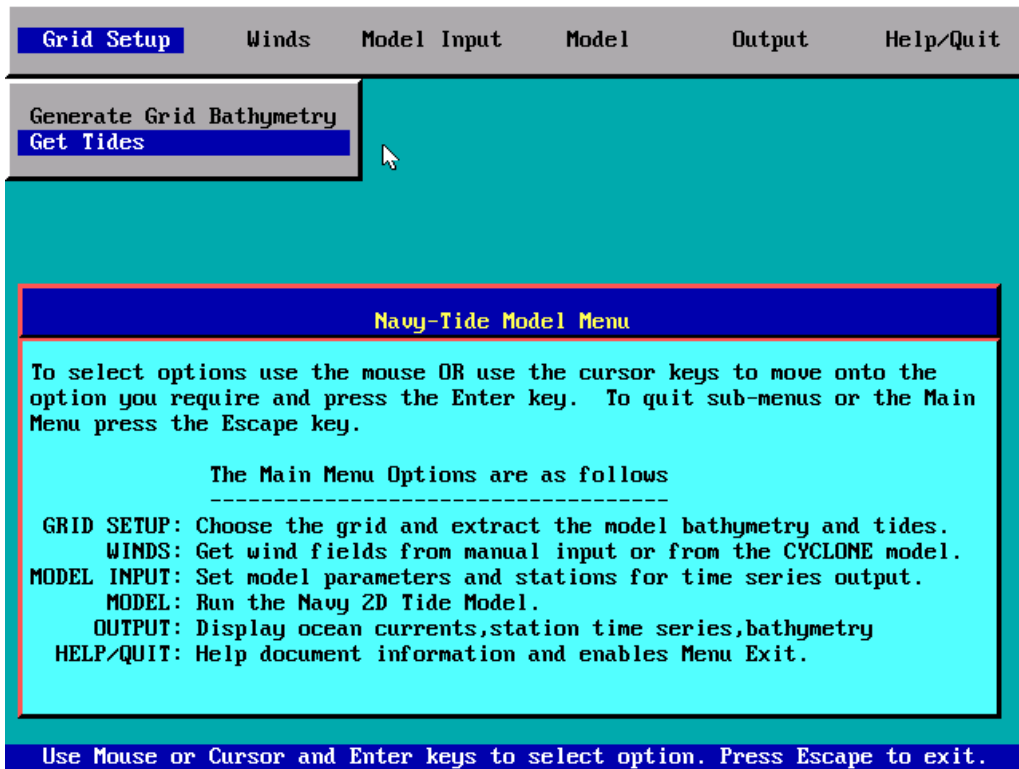 Grid Setup Winds Model Input Model Output Help/Quit
Generate Grid Bathymetry
Get Tides
Navy-Tide Model Menu
To select options use the mouse OR use the cursor keys to move onto the
option you require and press the Enter key. To quit sub-menus or the Main
Menu press the Escape key.
The Main Menu Options are as follows
------------------------------------
GRID SETUP: Choose the grid and extract the model bathymetry and tides.
WINDS: Get wind fields from manual input or from the CYCLONE model.
MODEL INPUT: Set model parameters and stations for time series output.
MODEL: Run the Navy 2D Tide Model.
OUTPUT: Display ocean currents,station time series,bathymetry
HELP/QUIT: Help document information and enables Menu Exit.
Use Mouse or Cursor and Enter keys to select option. Press Escape to exit.